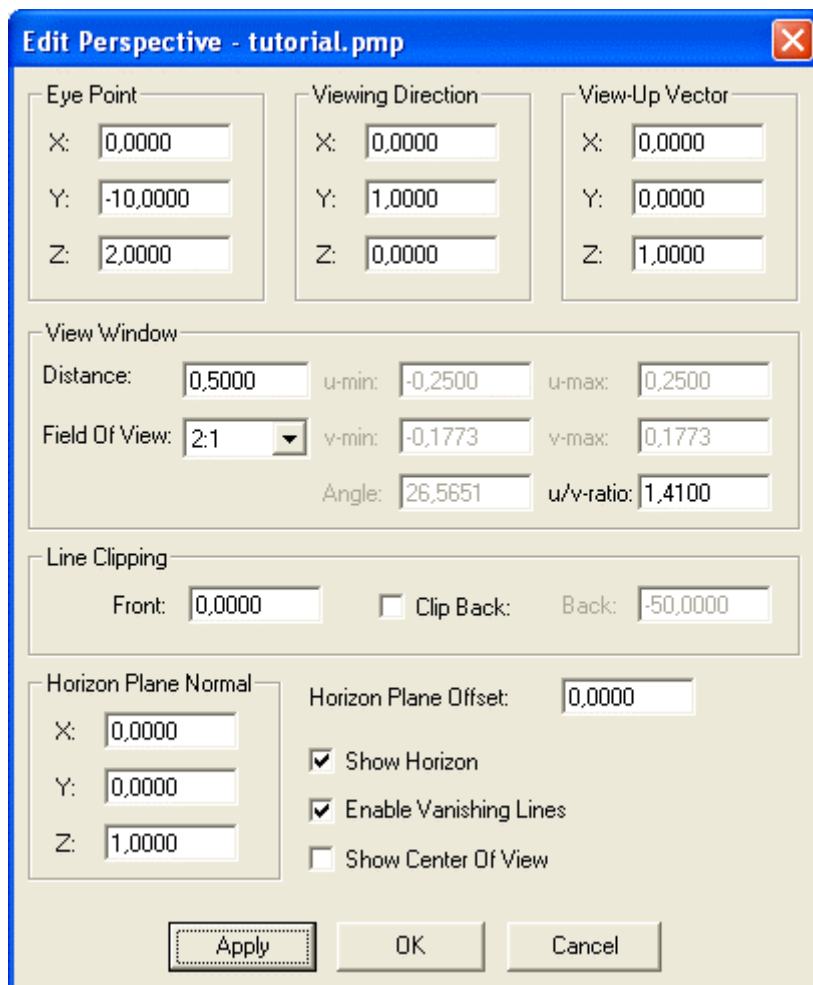 Edit Perspective - tutorial.pmp
Eye Point Viewing Direction View-Up Vector
X: 0,0000 X: 0,0000 X: 0,0000
Y: -10,0000 Y: 1,0000 Y: 0,0000
Z: 2,0000 Z: 0,0000 Z: 1,0000
View Window
Distance: 0,5000 u-min: -0,2500 u-max: 0,2500
Field Of View: 2:1 v-min: -0,1773 v-max: 0,1773
Angle: 26,5651 u/v-ratio: 1,4100
Line Clipping
Front: 0,0000 Clip Back: Back: -50,0000
Horizon Plane Normal Horizon Plane Offset: 0,0000
X: 0,0000
Show Horizon
Y: 0,0000
Enable Vanishing Lines
Z: 1,0000
Show Center Of View
Apply OK Cancel